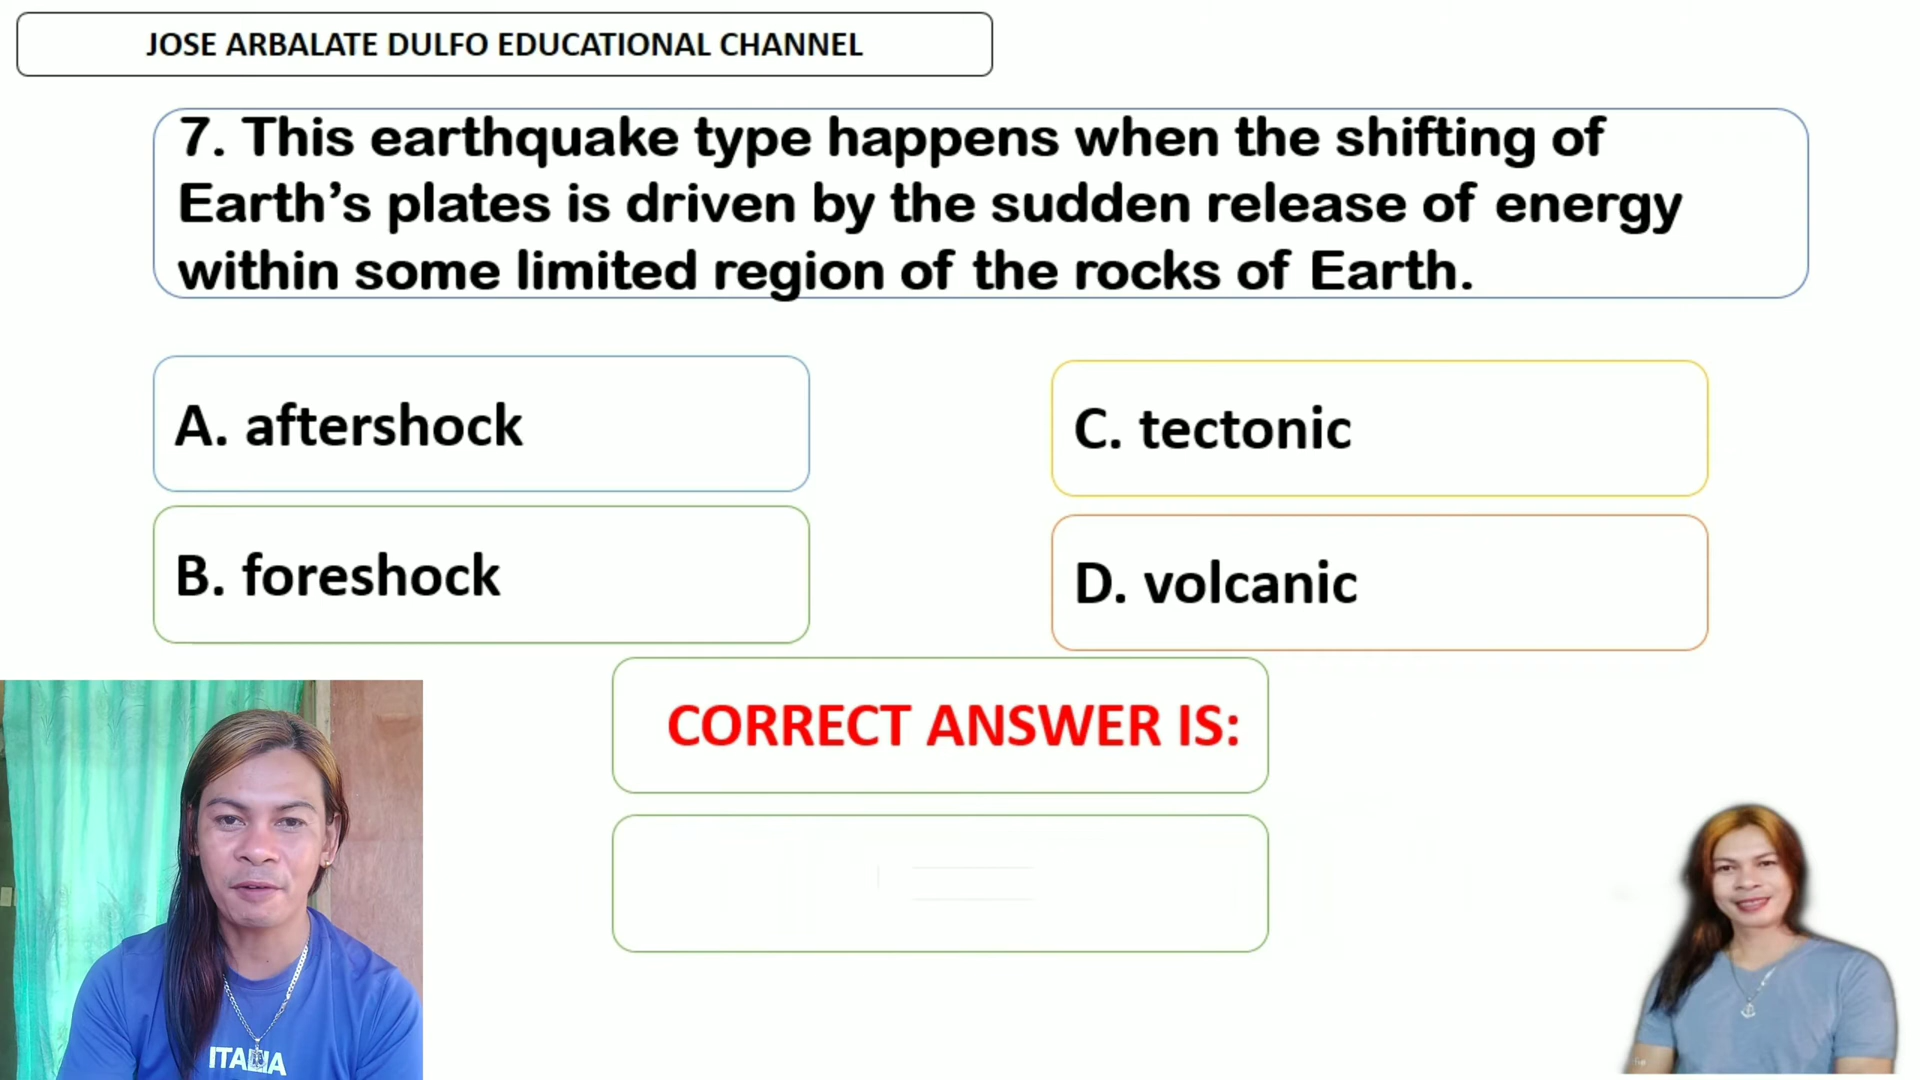 JOSE ARBALATE DULFO EDUCATIONAL CHANNEL
7. This earthquake type happens when the shifting of
Earth’s plates is driven by the sudden release of energy
within some limited region of the rocks of Earth.
A. aftershock
C. tectonic
B. foreshock
D. volcanic
CORRECT ANSWER IS:
ITALIA